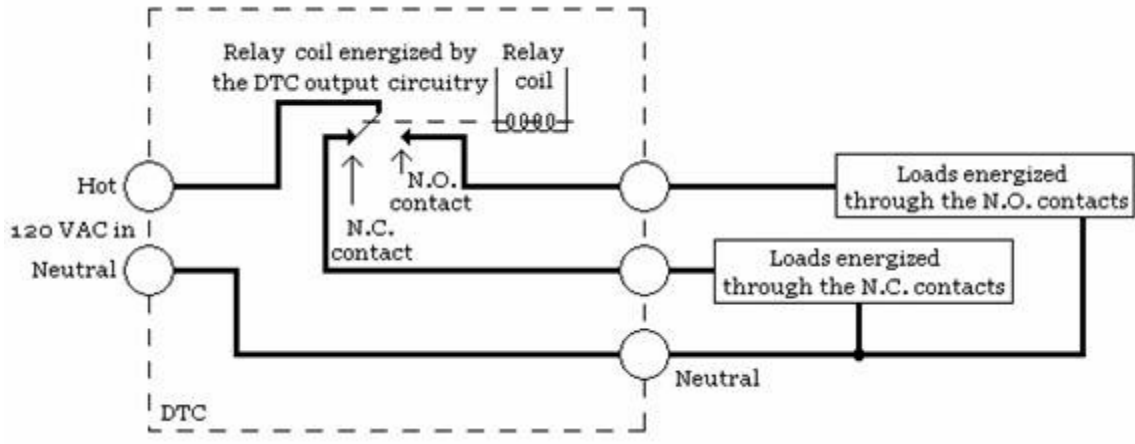 Relay coil energized by
the DTC output circuitry
Relay
coil
Hot
120 VAC in
Neutral
N.O.
contact
N.C.
contact
Loads energized
through the N.O. contacts
Loads energized
through the N.C. contacts
Neutral
DTC